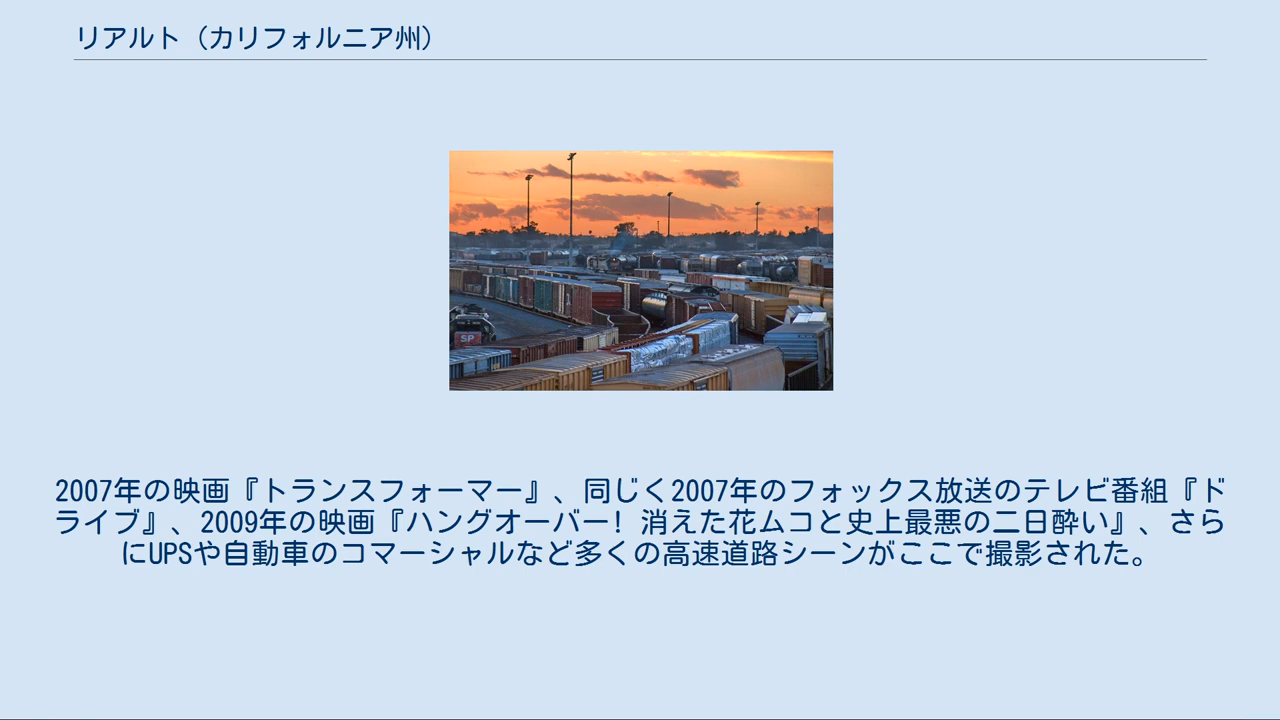 リアルト（カリフォルニア州）
SP
2007年の映画『トランスフォーマー』、同じく2007年のフォックス放送のテレビ番組『ド
ライブ』、2009年の映画『ハングオーバー! 消えた花ムコと史上最悪の二日酔い』、さら
にUPSや自動車のコマーシャルなど多くの高速道路シーンがここで撮影された。